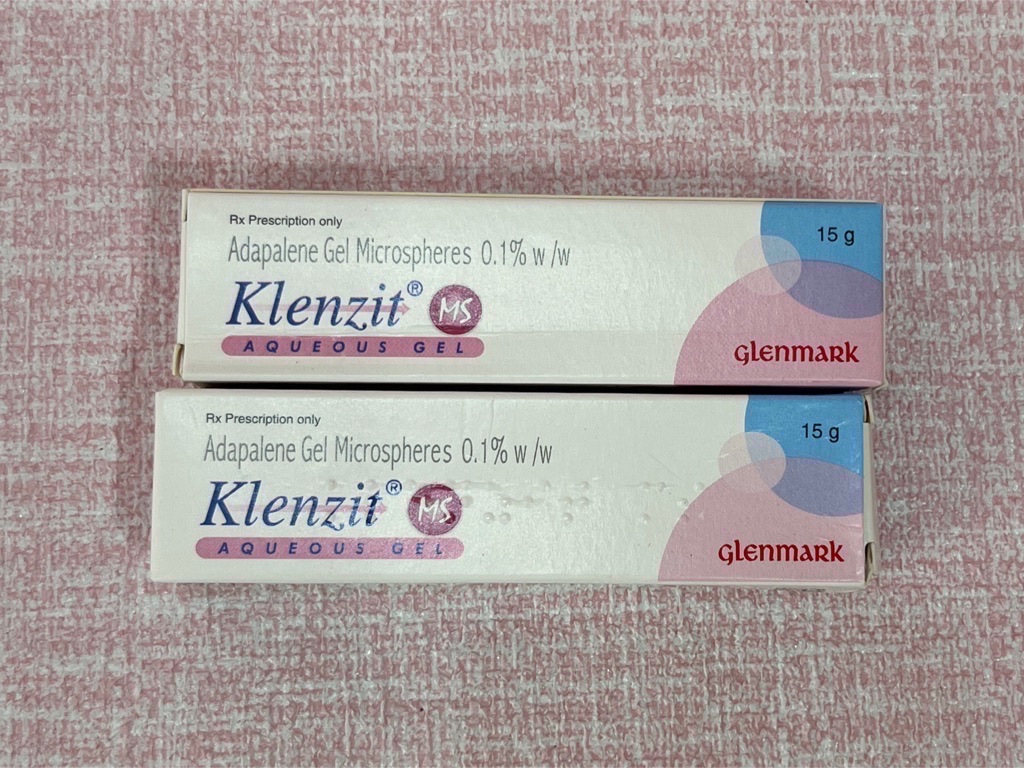 Rx Prescription only
Adapalene Gel Microspheres 0.1% w/w
Klenzit® MS
AQUEOUS GEL
15 g
glenmark
Rx Prescription only
Adapalene Gel Microspheres 0.1% w/w
Klenzit® MS
AQUEOUS GEL
15 g
glenmark